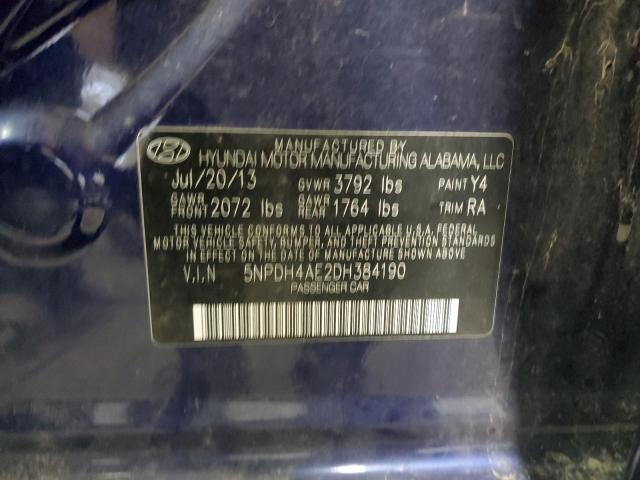 MANUFACTURED BY
HYUNDAI MOTOR MANUFACTURING ALABAMA, LLC
Jul/20/13 GVWR 3792 lbs PAINT Y4
GAWR FRONT 2072 lbs GAWR REAR 1764 lbs TRIM RA
THIS VEHICLE CONFORMS TO ALL APPLICABLE U.S.A. FEDERAL
MOTOR VEHICLE SAFETY, BUMPER, AND THEFT PREVENTION STANDARDS
IN EFFECT ON THE DATE OF MANUFACTURE SHOWN ABOVE.
V.I.N 5NPDH4AE2DH384190
PASSENGER CAR